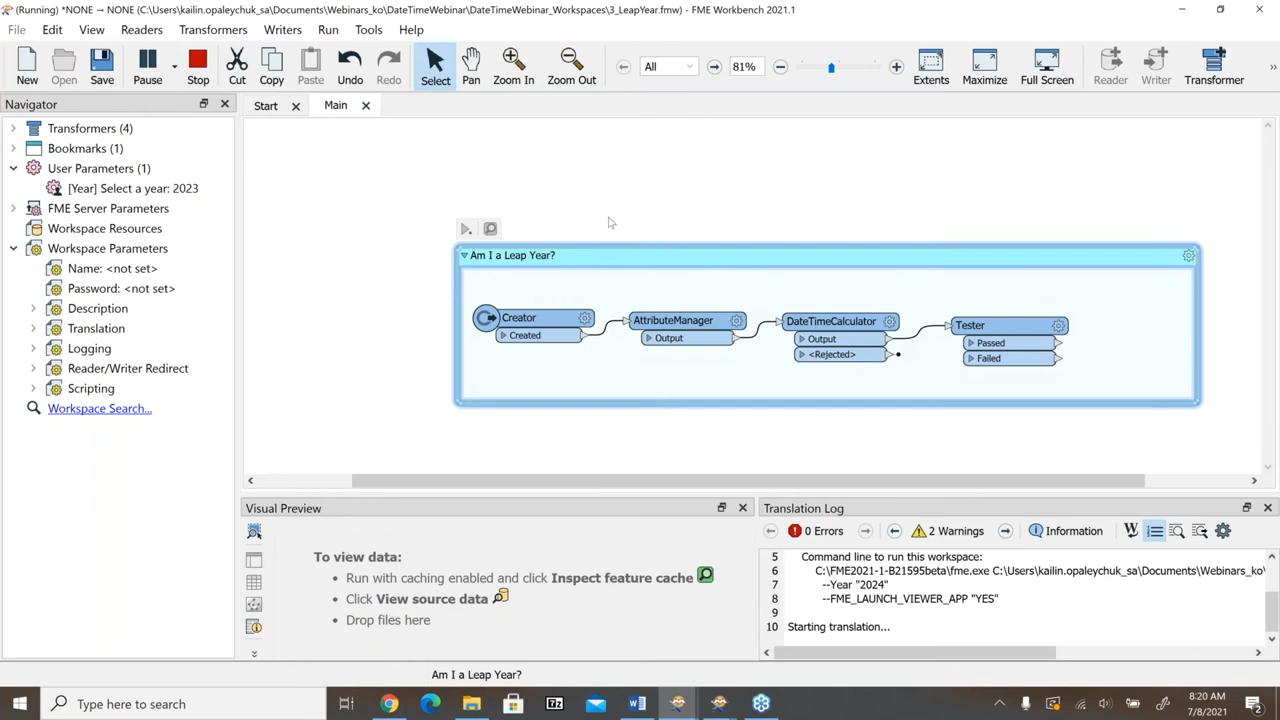 (Running) *NONE → NONE (C:\Users\kailin.opaleychuk_sa\Documents\Webinars_ko\DateTimeWebinar\DateTimeWebinar_Workspaces\3_LeapYear.fmw) - FME Workbench 2021.1
File Edit View Readers Transformers Writers Run Tools Help
New Open Save Pause Stop Cut Copy Paste Undo Redo Select Pan Zoom In Zoom Out All 81% Extents Maximize Full Screen Reader Writer Transformer
Navigator
Start Main
Transformers (4)
Bookmarks (1)
User Parameters (1)
[Year] Select a year: 2023
FME Server Parameters
Workspace Resources
Workspace Parameters
Name: <not set>
Password: <not set>
Description
Translation
Logging
Reader/Writer Redirect
Scripting
Workspace Search...
Am I a Leap Year?
Creator
Created
AttributeManager
Output
DateTimeCalculator
Output
<Rejected>
Tester
Passed
Failed
Visual Preview
To view data:
Run with caching enabled and click Inspect feature cache
Click View source data
Drop files here
Translation Log
0 Errors 2 Warnings Information
5 Command line to run this workspace:
6 C:\FME2021-1-B21595beta\fme.exe C:\Users\kailin.opaleychuk_sa\Documents\Webinars_ko\
7 --Year "2024"
8 --FME_LAUNCH_VIEWER_APP "YES"
9
10 Starting translation...
Am I a Leap Year?
Type here to search
8:20 AM
7/8/2021
2